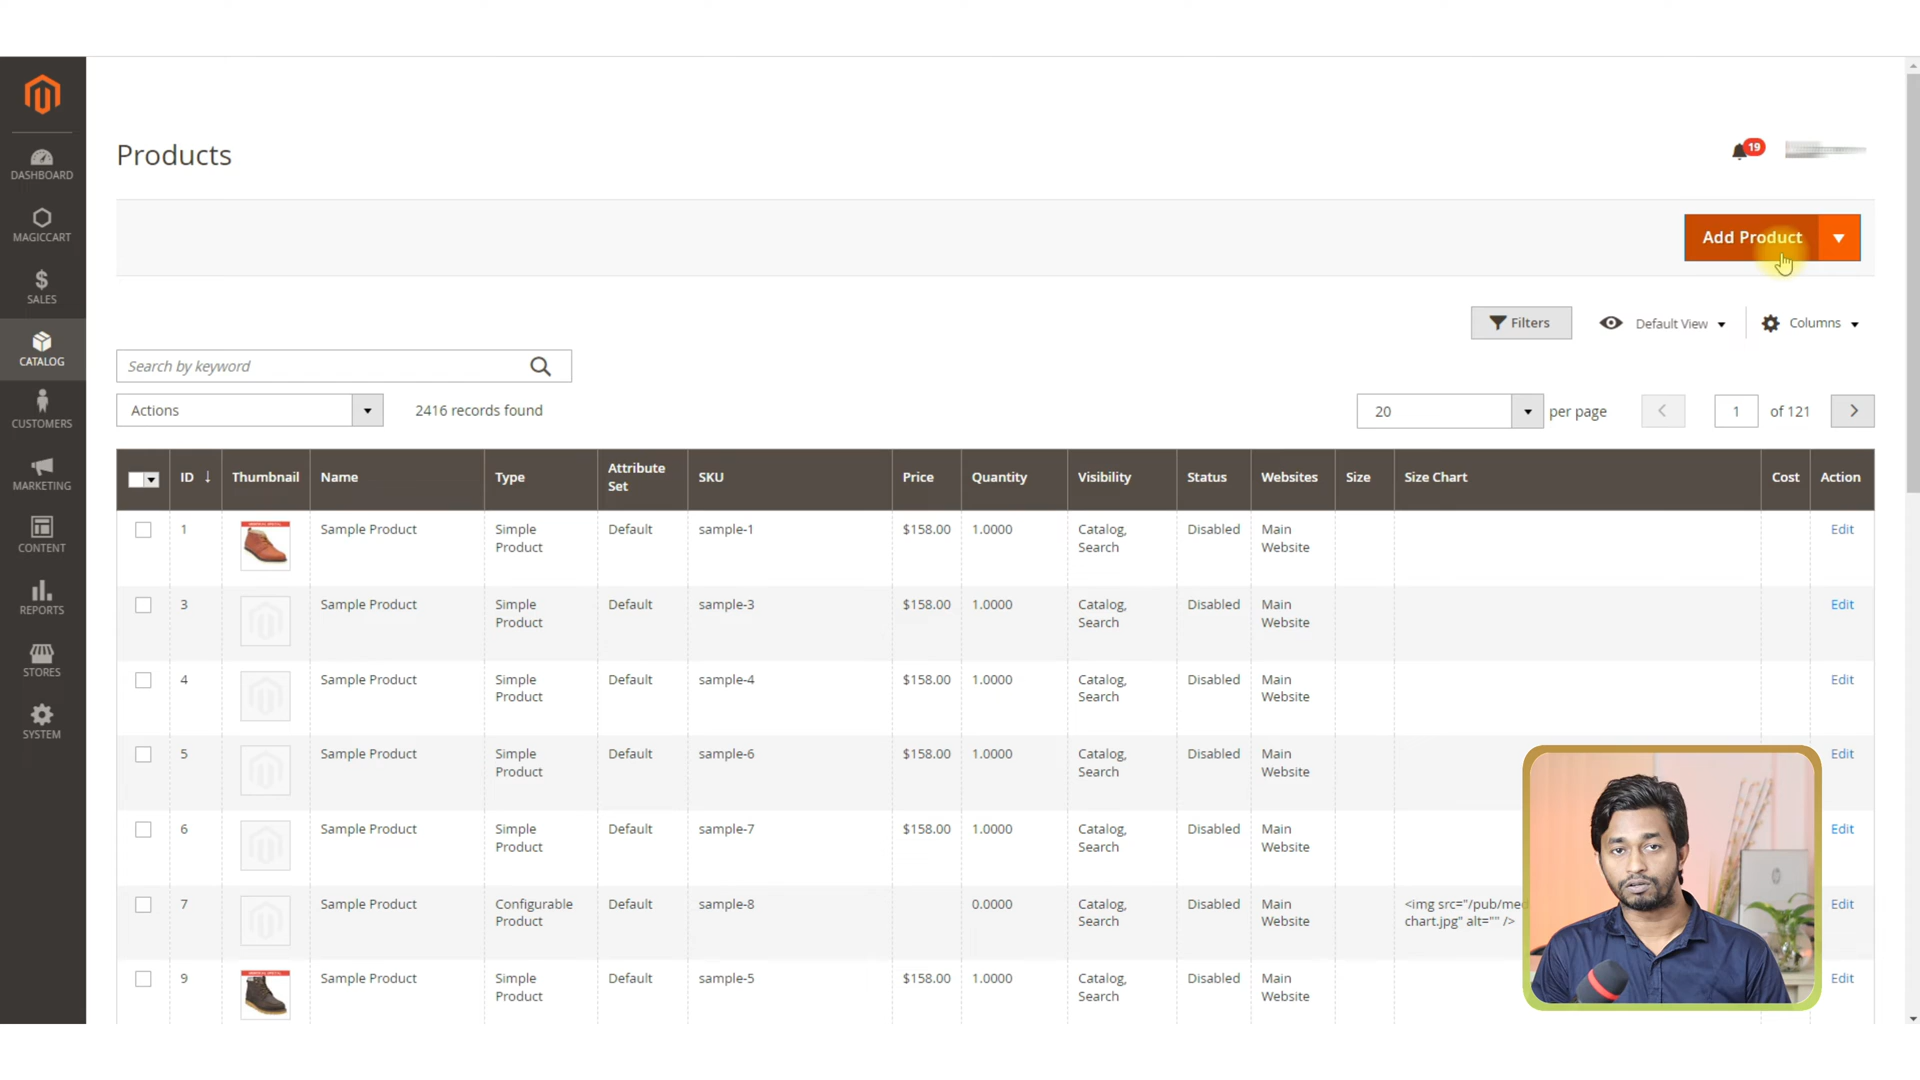 Products
19
Add Product
Filters
Default View
Columns
Search by keyword
Actions
2416 records found
20
per page
1
of 121
DASHBOARD
MAGICCART
SALES
CATALOG
CUSTOMERS
MARKETING
CONTENT
REPORTS
STORES
SYSTEM
ID ↓ Thumbnail Name Type Attribute Set SKU Price Quantity Visibility Status Websites Size Size Chart Cost Action
1 Sample Product Simple Product Default sample-1 $158.00 1.0000 Catalog, Search Disabled Main Website Edit
3 Sample Product Simple Product Default sample-3 $158.00 1.0000 Catalog, Search Disabled Main Website Edit
4 Sample Product Simple Product Default sample-4 $158.00 1.0000 Catalog, Search Disabled Main Website Edit
5 Sample Product Simple Product Default sample-6 $158.00 1.0000 Catalog, Search Disabled Main Website Edit
6 Sample Product Simple Product Default sample-7 $158.00 1.0000 Catalog, Search Disabled Main Website Edit
7 Sample Product Configurable Product Default sample-8 0.0000 Catalog, Search Disabled Main Website <img src="/pub/med chart.jpg" alt="" /> Edit
9 Sample Product Simple Product Default sample-5 $158.00 1.0000 Catalog, Search Disabled Main Website Edit